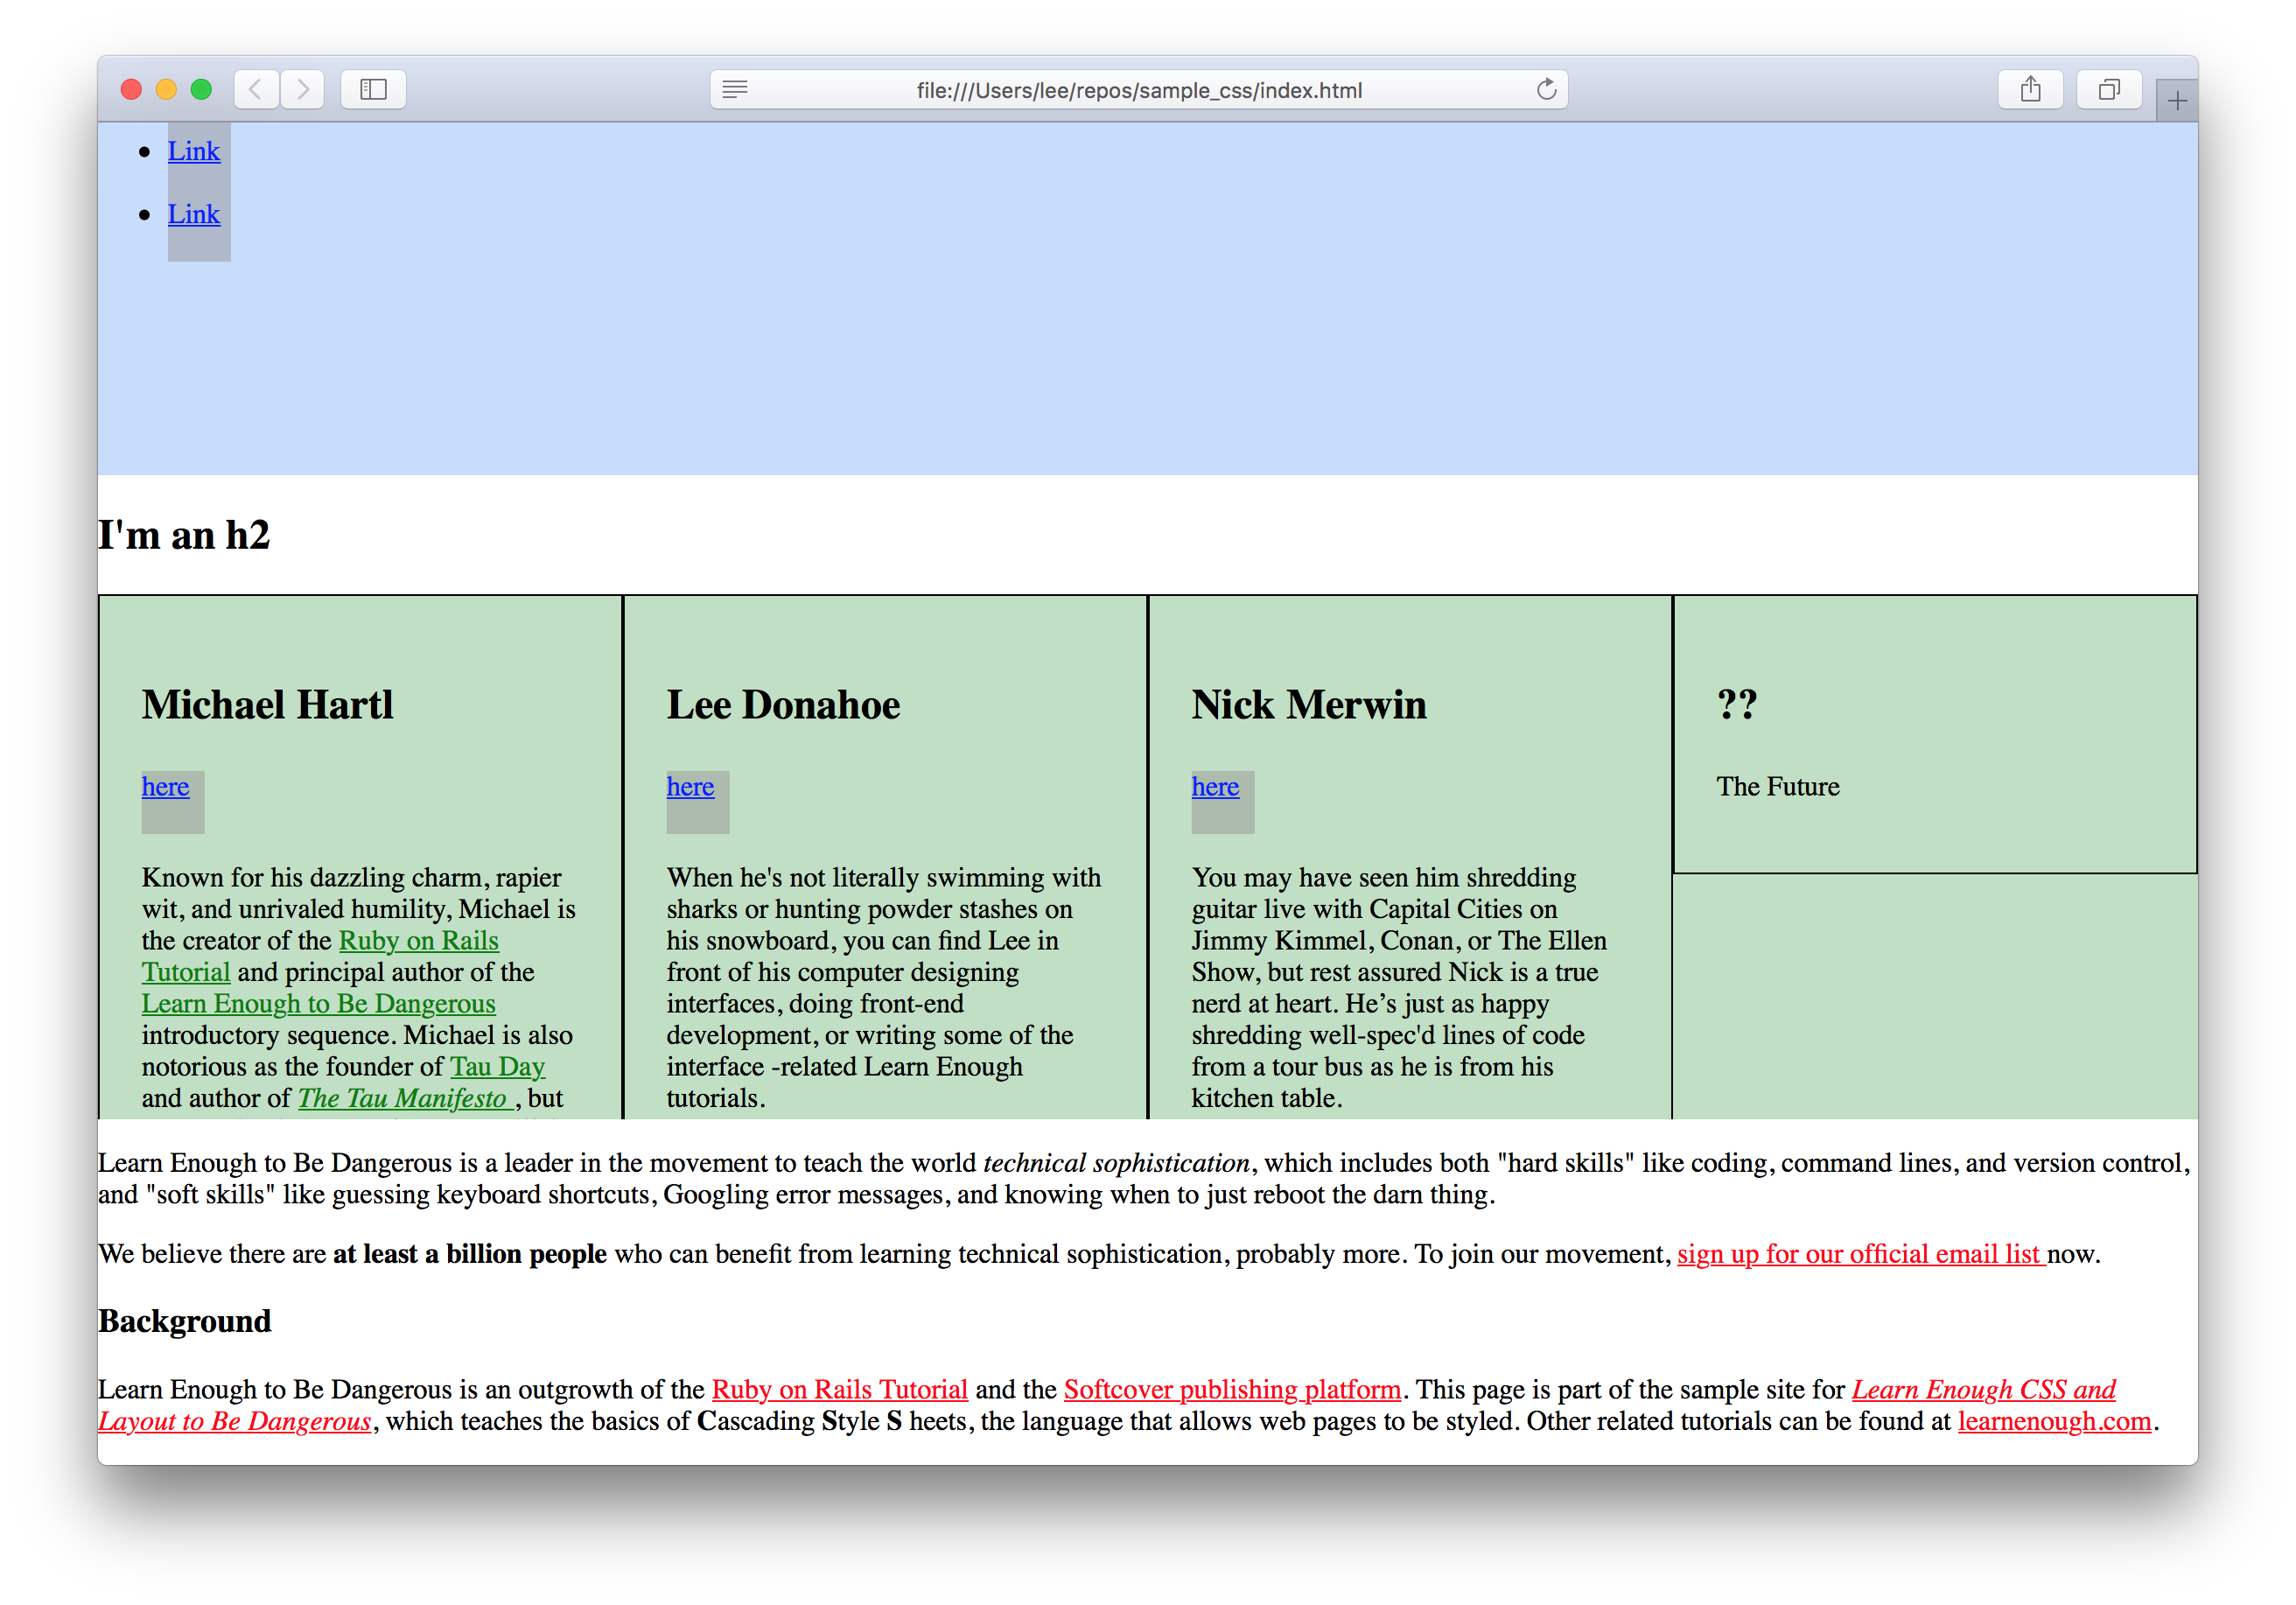 file:///Users/lee/repos/sample_css/index.html
Link
Link
I'm an h2
Michael Hartl
here
Known for his dazzling charm, rapier
wit, and unrivaled humility, Michael is
the creator of the Ruby on Rails
Tutorial and principal author of the
Learn Enough to Be Dangerous
introductory sequence. Michael is also
notorious as the founder of Tau Day
and author of The Tau Manifesto , but
Lee Donahoe
here
When he's not literally swimming with
sharks or hunting powder stashes on
his snowboard, you can find Lee in
front of his computer designing
interfaces, doing front-end
development, or writing some of the
interface -related Learn Enough
tutorials.
Nick Merwin
here
You may have seen him shredding
guitar live with Capital Cities on
Jimmy Kimmel, Conan, or The Ellen
Show, but rest assured Nick is a true
nerd at heart. He’s just as happy
shredding well-spec'd lines of code
from a tour bus as he is from his
kitchen table.
??
The Future
Learn Enough to Be Dangerous is a leader in the movement to teach the world technical sophistication, which includes both "hard skills" like coding, command lines, and version control,
and "soft skills" like guessing keyboard shortcuts, Googling error messages, and knowing when to just reboot the darn thing.
We believe there are at least a billion people who can benefit from learning technical sophistication, probably more. To join our movement, sign up for our official email list now.
Background
Learn Enough to Be Dangerous is an outgrowth of the Ruby on Rails Tutorial and the Softcover publishing platform. This page is part of the sample site for Learn Enough CSS and
Layout to Be Dangerous, which teaches the basics of Cascading Style S heets, the language that allows web pages to be styled. Other related tutorials can be found at learnenough.com.